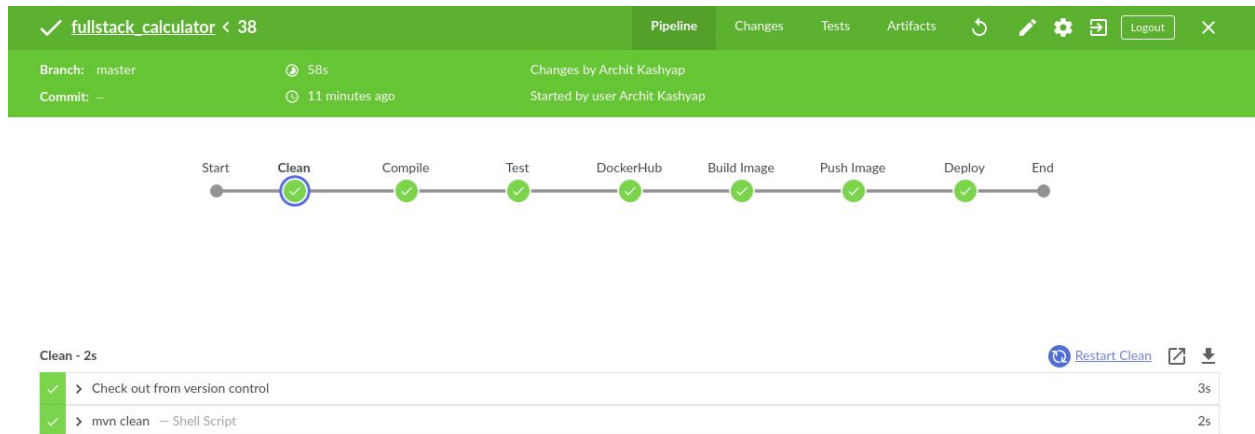 fullstack_calculator < 38 Pipeline Changes Tests Artifacts Logout
Branch: master 58s Changes by Archit Kashyap
Commit: – 11 minutes ago Started by user Archit Kashyap
Start Clean Compile Test DockerHub Build Image Push Image Deploy End
Clean - 2s Restart Clean
Check out from version control 3s
mvn clean — Shell Script 2s